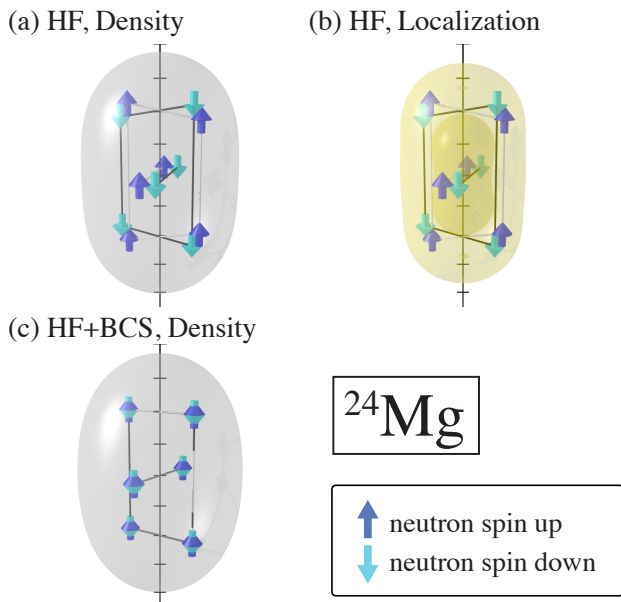 (a) HF, Density
(b) HF, Localization
(c) HF+BCS, Density
²⁴Mg
neutron spin up
neutron spin down